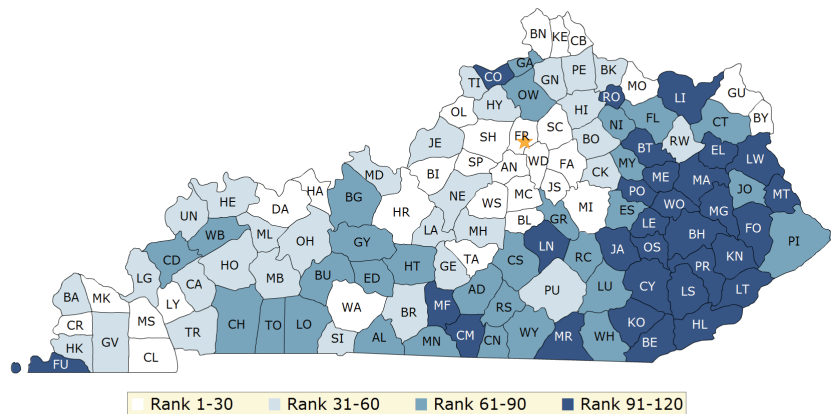 BN KE CB
GA
CO
TI
GN PE BK
MO
GU
OW
RO
LI
HY
OL
HI
BY
NI FL CT
SC
SH FR
JE
BO
BT RW EL
SP AN WD FA
LW
MD
BI
CK MY
ME MA
HA
NE
MC JS
PO
JO MT
HE
DA
BG
HR
WS
MI
ES
WO
MG
UN
BL GR
LE
FO
WB
ML
OH
GY
LA
MH
LN
JA
OS
BH
PI
CD
HO
GE TA CS
RC
PR KN
LG
CA
MB
BU ED HT
AD
PU
LU
CY
LS
LT
BA MK
LY
WA
BR
MF
RS
CR
MS
TR
CH TO LO
KO
HL
HK GV
SI AL MN
CM
CN WY MR WH
BE
FU
CL
Rank 1-30 Rank 31-60 Rank 61-90 Rank 91-120